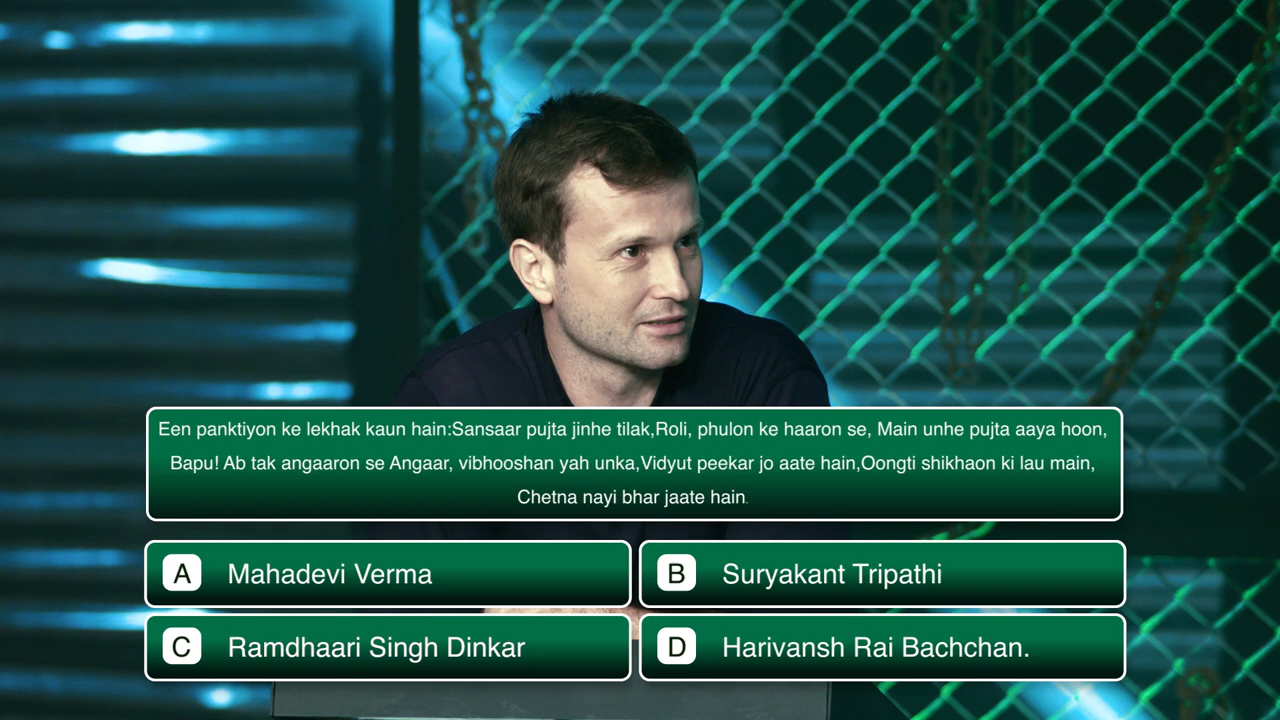 Een panktiyon ke lekhak kaun hain:Sansaar pujta jinhe tilak,Roli, phulon ke haaron se, Main unhe pujta aaya hoon,
Bapu! Ab tak angaaron se Angaar, vibhooshan yah unka,Vidyut peekar jo aate hain,Oongti shikhaon ki lau main,
Chetna nayi bhar jaate hain.
A Mahadevi Verma
B Suryakant Tripathi
C Ramdhaari Singh Dinkar
D Harivansh Rai Bachchan.